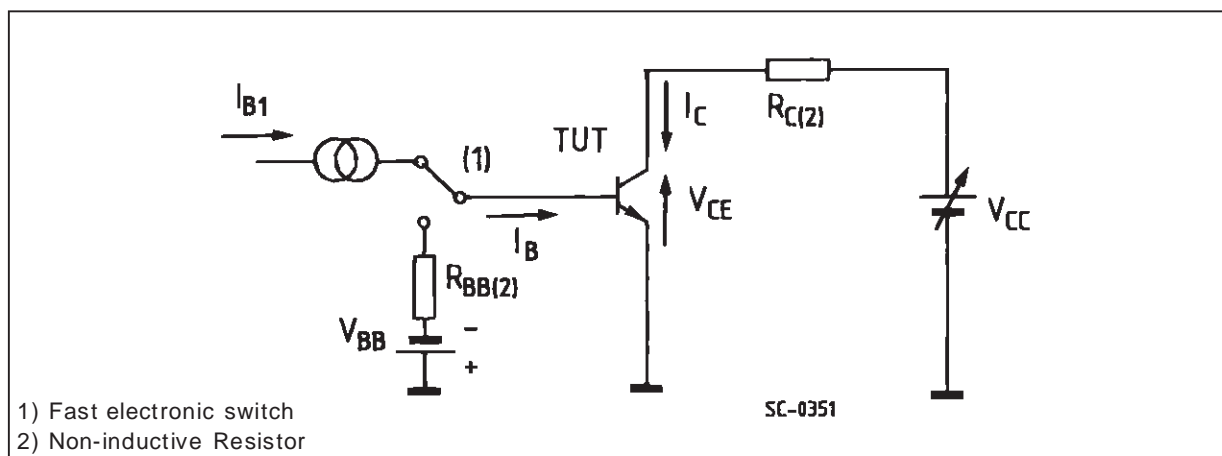 I_B1
(1)
TUT
I_C
R_C(2)
V_CE
V_CC
I_B
R_BB(2)
V_BB
-
+
SC-0351
1) Fast electronic switch
2) Non-inductive Resistor